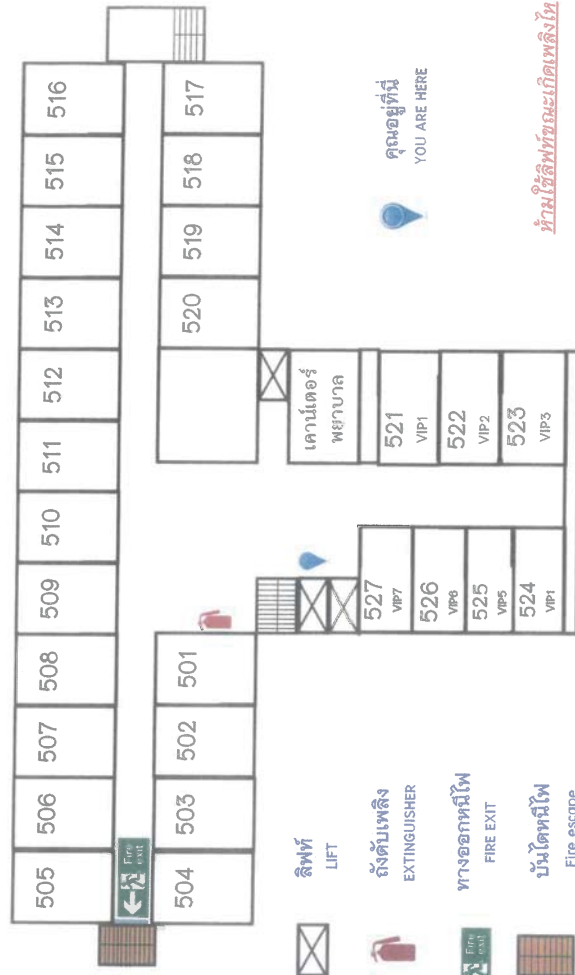 505 506 507 508 509 510 511 512 513 514 515 516
Fire
exit
504 503 502 501 520 519 518 517
เคาน์เตอร์
พยาบาล
527
VIP7
526
VIP6
525
VIP5
524
VIP1
521
VIP1
522
VIP2
523
VIP3
ลิฟท์
LIFT
ถังดับเพลิง
EXTINGUISHER
Fire
exit
ทางออกหนีไฟ
FIRE EXIT
บันไดหนีไฟ
Fire escape
คุณอยู่ที่นี่
YOU ARE HERE
ห้ามใช้ลิฟท์ขณะเกิดเพลิงไห